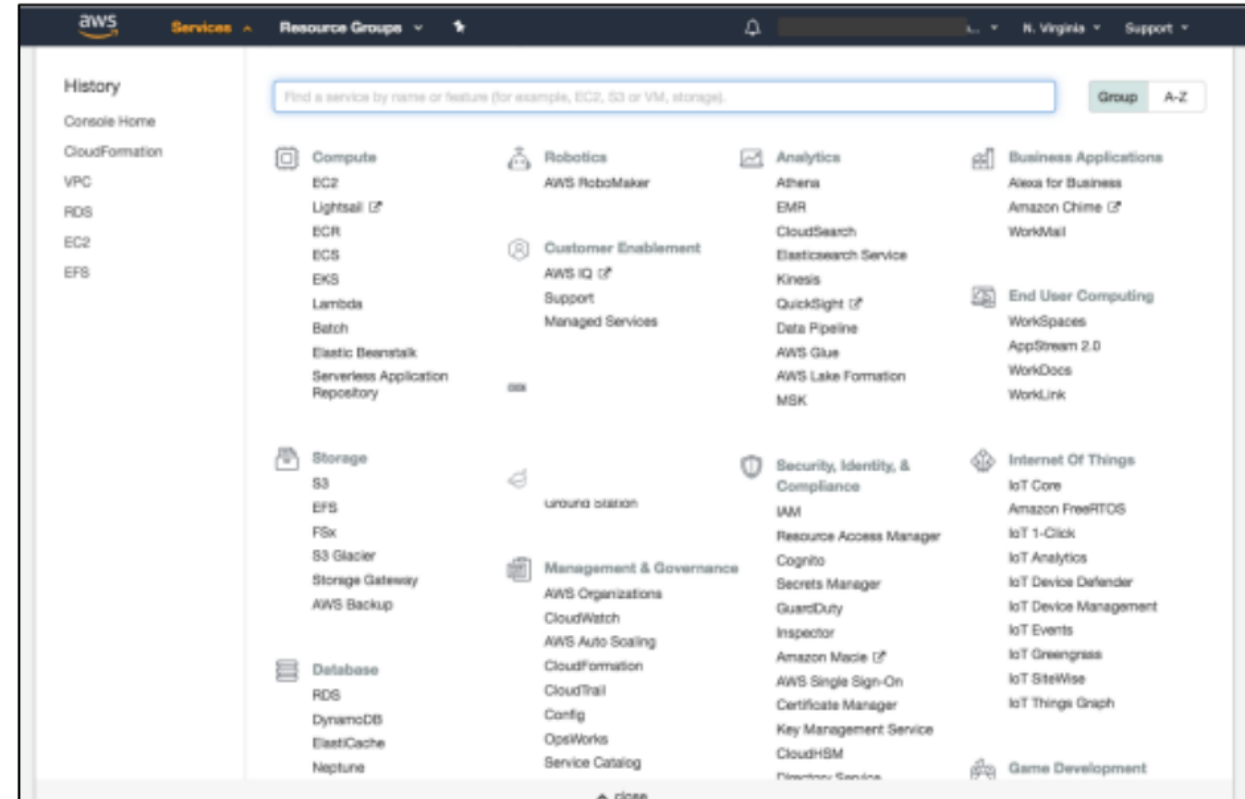 aws
Services
Resource Groups
N. Virginia
Support
History
Console Home
CloudFormation
VPC
RDS
EC2
EFS
Find a service by name or feature (for example, EC2, S3 or VM, storage).
Group
A-Z
Compute
EC2
Lightsail
ECR
ECS
EKS
Lambda
Batch
Elastic Beanstalk
Serverless Application
Repository
Storage
S3
EFS
FSx
S3 Glacier
Storage Gateway
AWS Backup
Database
RDS
DynamoDB
ElastiCache
Neptune
Robotics
AWS RoboMaker
Customer Enablement
AWS IQ
Support
Managed Services
Ground Station
Management & Governance
AWS Organizations
CloudWatch
AWS Auto Scaling
CloudFormation
CloudTrail
Config
OpsWorks
Service Catalog
Analytics
Athena
EMR
CloudSearch
Elasticsearch Service
Kinesis
QuickSight
Data Pipeline
AWS Glue
AWS Lake Formation
MSK
Security, Identity, &
Compliance
IAM
Resource Access Manager
Cognito
Secrets Manager
GuardDuty
Inspector
Amazon Macie
AWS Single Sign-On
Certificate Manager
Key Management Service
CloudHSM
Directory Service
Business Applications
Alexa for Business
Amazon Chime
WorkMail
End User Computing
WorkSpaces
AppStream 2.0
WorkDocs
WorkLink
Internet Of Things
IoT Core
Amazon FreeRTOS
IoT 1-Click
IoT Analytics
IoT Device Defender
IoT Device Management
IoT Events
IoT Greengrass
IoT SiteWise
IoT Things Graph
Game Development
close